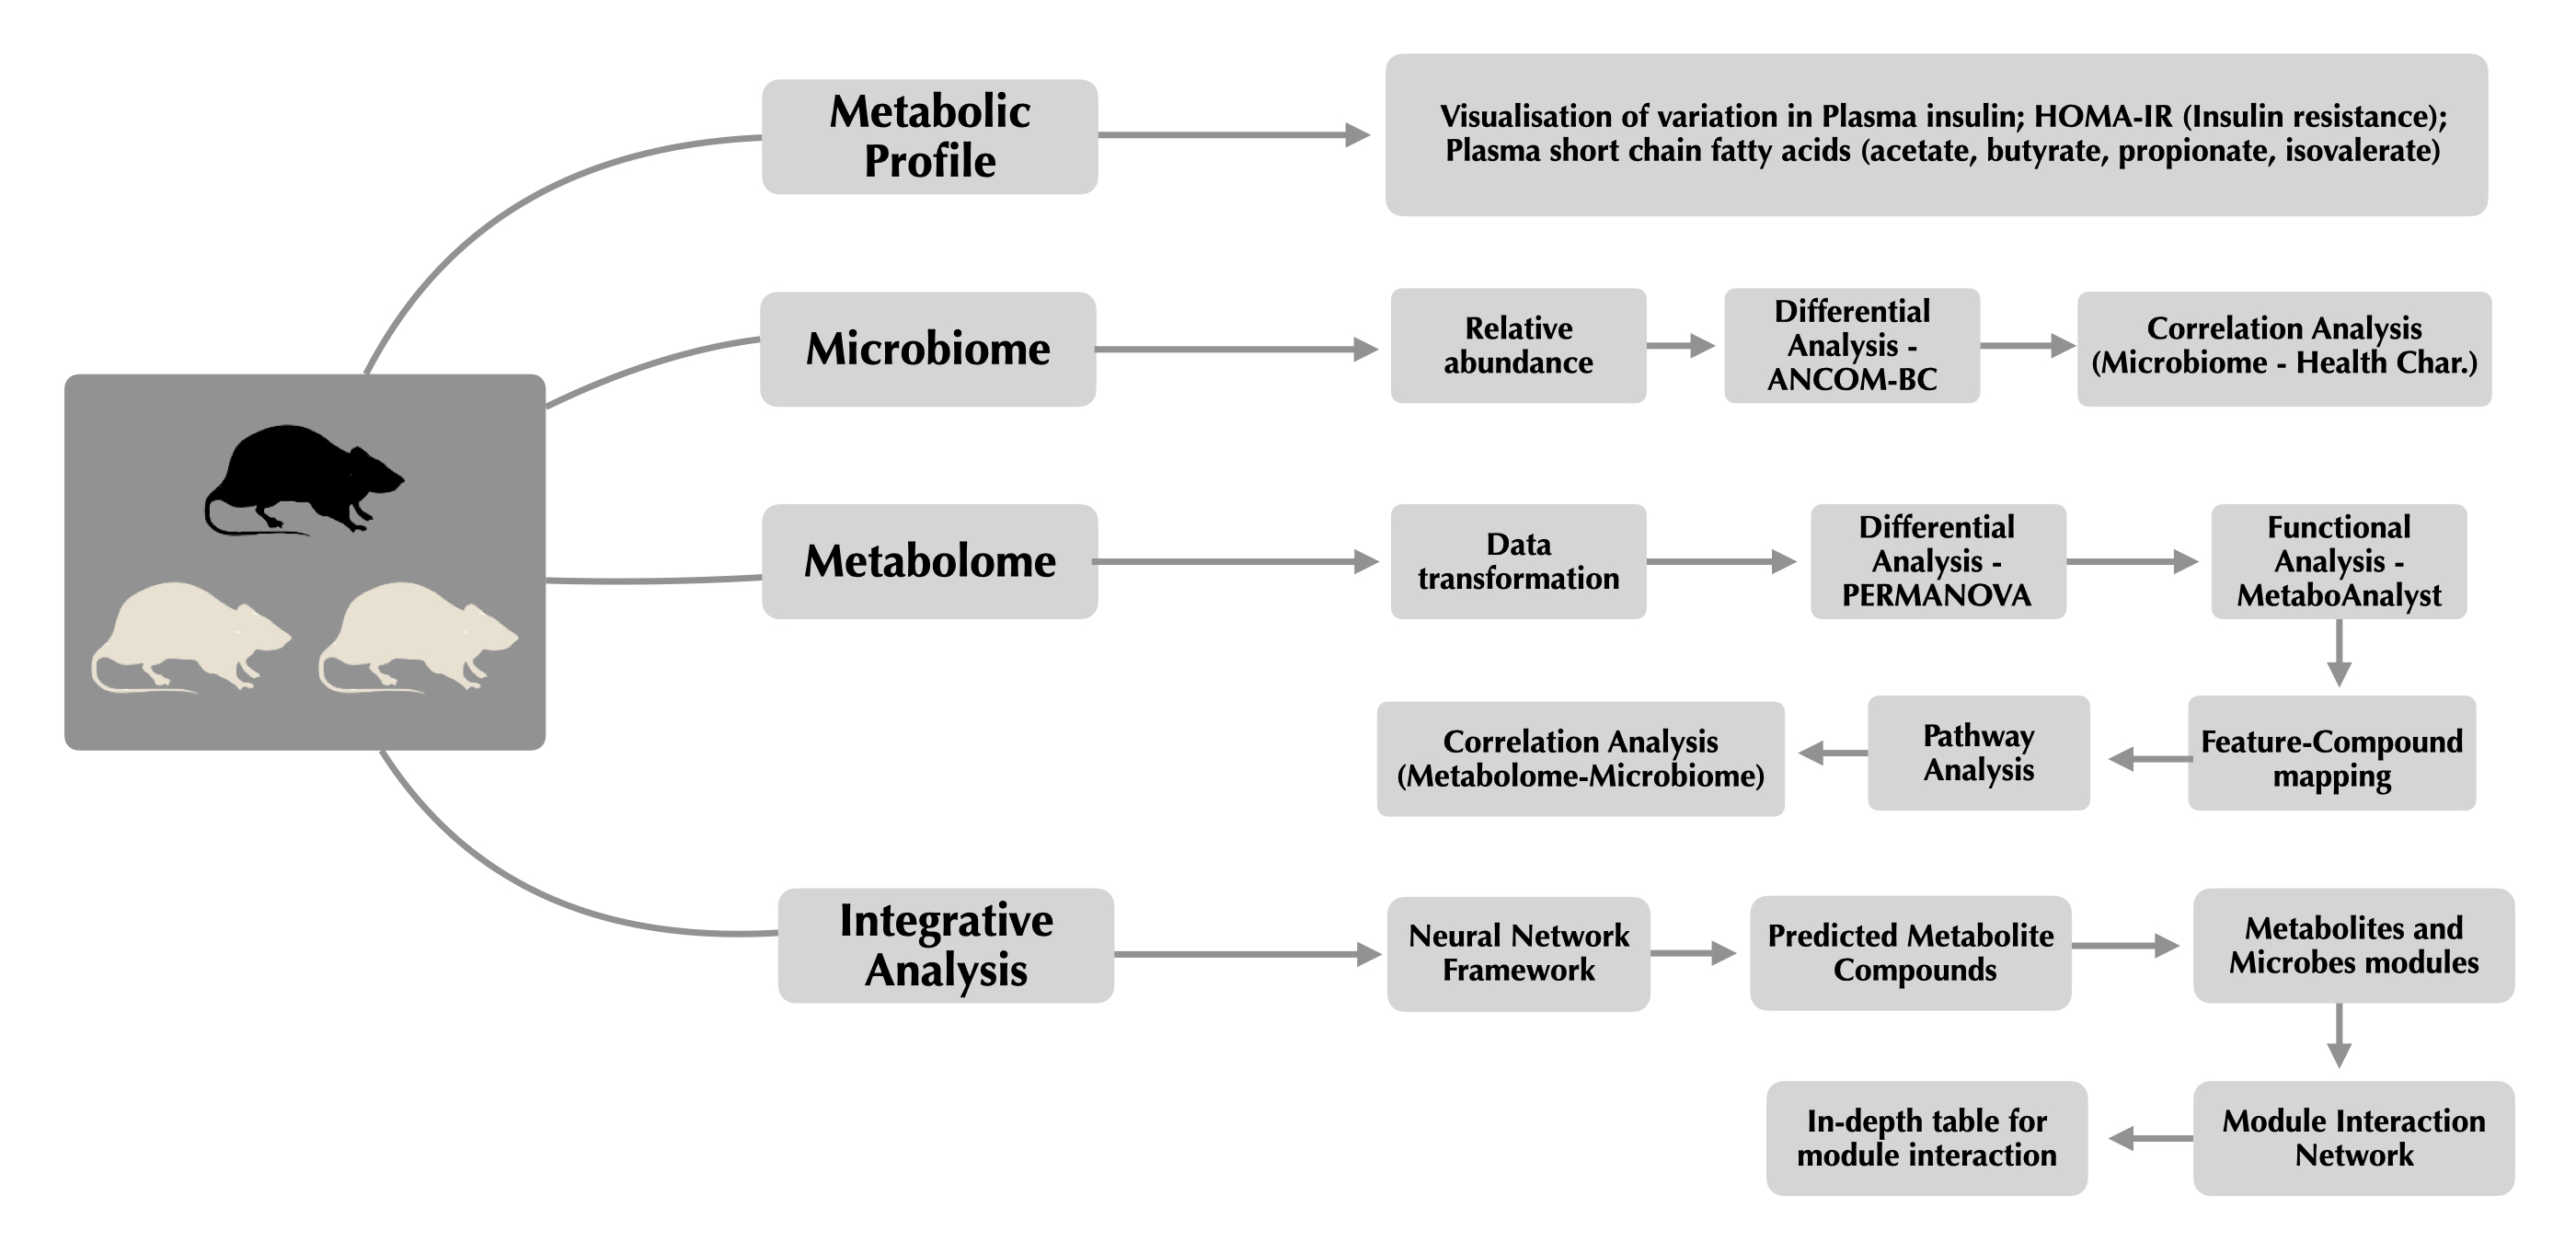 Metabolic
Profile
Visualisation of variation in Plasma insulin; HOMA-IR (Insulin resistance);
Plasma short chain fatty acids (acetate, butyrate, propionate, isovalerate)
Microbiome
Relative
abundance
Differential
Analysis -
ANCOM-BC
Correlation Analysis
(Microbiome - Health Char.)
Metabolome
Data
transformation
Differential
Analysis -
PERMANOVA
Functional
Analysis -
MetaboAnalyst
Feature-Compound
mapping
Pathway
Analysis
Correlation Analysis
(Metabolome-Microbiome)
Integrative
Analysis
Neural Network
Framework
Predicted Metabolite
Compounds
Metabolites and
Microbes modules
Module Interaction
Network
In-depth table for
module interaction